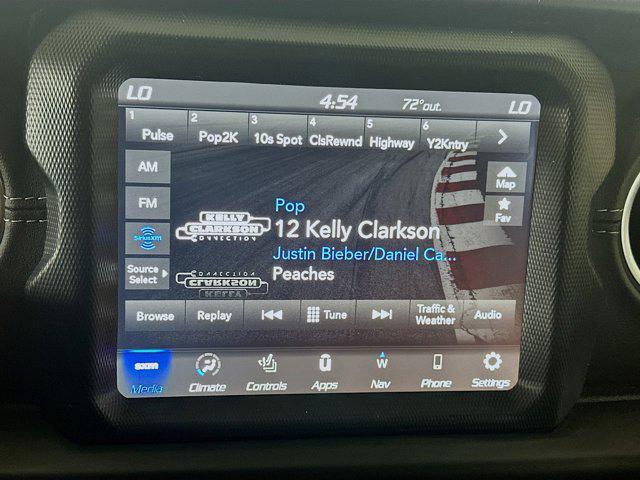 LO 4:54 72°out. LO
1 Pulse 2 Pop2K 3 10s Spot 4 ClsRewnd 5 Highway 6 Y2Kntry
AM
FM
SiriusXM
Source
Select
Map
Fav
KELLY
CLARKSON
CONNECTION
Pop
12 Kelly Clarkson
Justin Bieber/Daniel Ca...
Peaches
Browse Replay Tune Traffic &
Weather Audio
sxm
Media Climate Controls Apps W
Nav Phone Settings
U